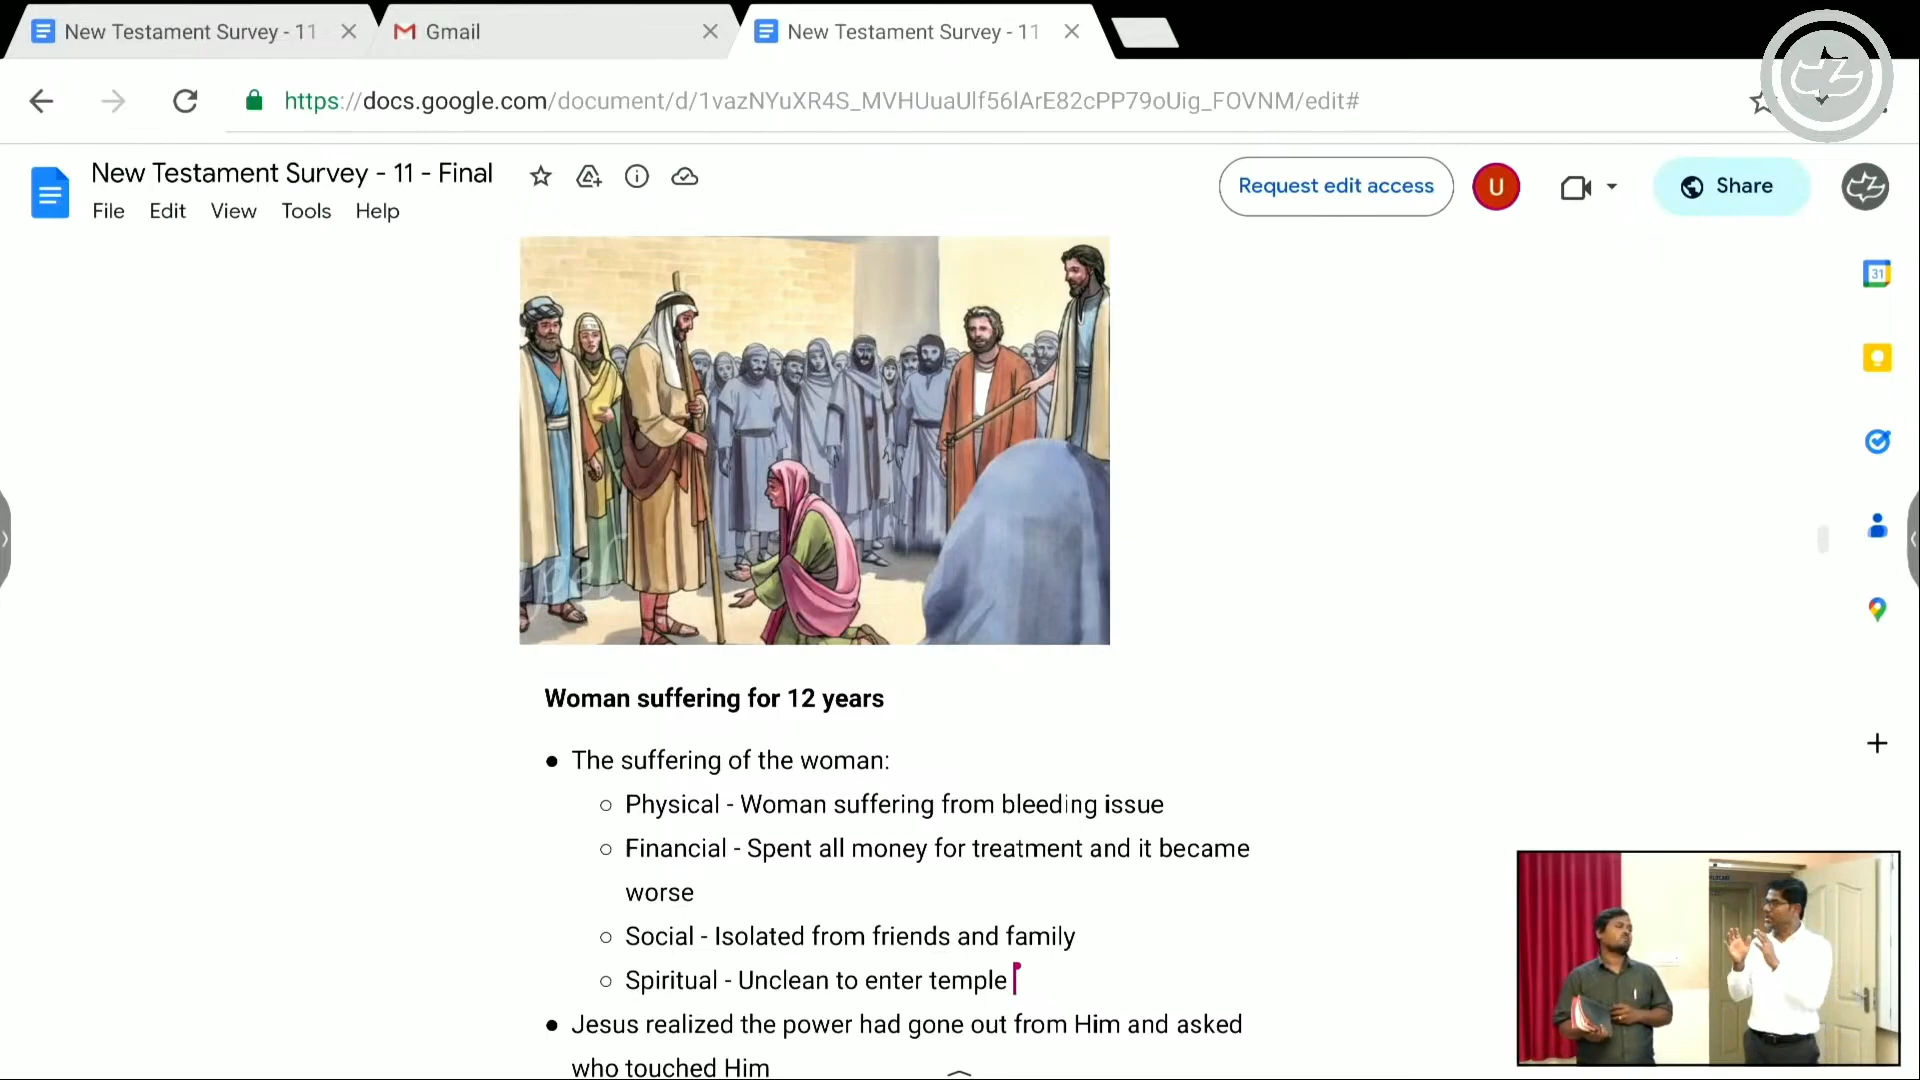 New Testament Survey - 11
Gmail
New Testament Survey - 11
https://docs.google.com/document/d/1vazNYuXR4S_MVHUuaUlf56lArE82cPP79oUig_FOVNM/edit#
New Testament Survey - 11 - Final
File Edit View Tools Help
Request edit access
U
Share
31
Woman suffering for 12 years
● The suffering of the woman:
○ Physical - Woman suffering from bleeding issue
○ Financial - Spent all money for treatment and it became
worse
○ Social - Isolated from friends and family
○ Spiritual - Unclean to enter temple
● Jesus realized the power had gone out from Him and asked
who touched Him